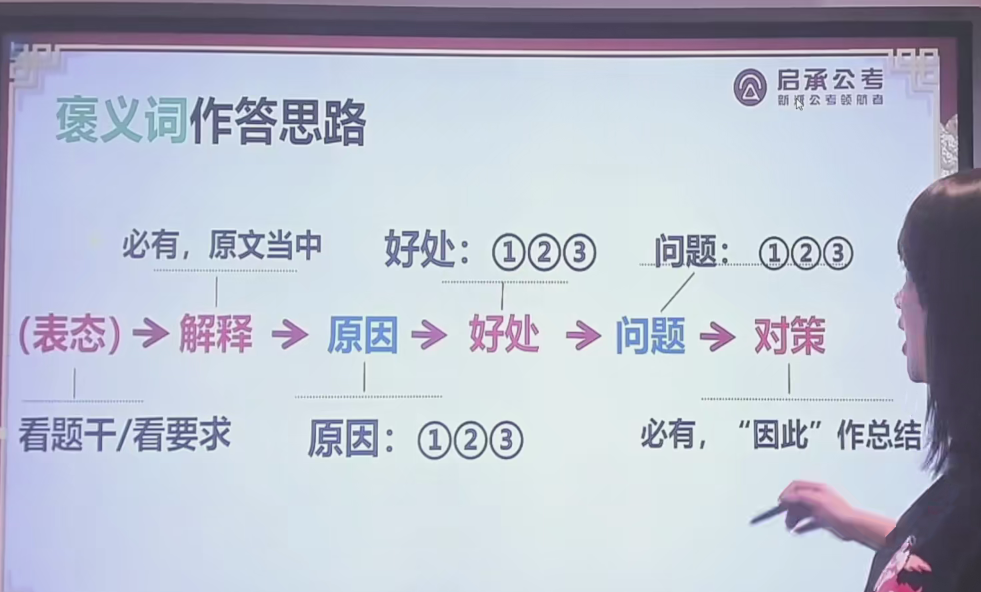 启承公考
新疆公考领航者
褒义词作答思路
必有，原文当中
好处：①②③
问题：①②③
（表态）→解释→原因→好处→问题→对策
看题干/看要求
原因：①②③
必有，“因此”作总结